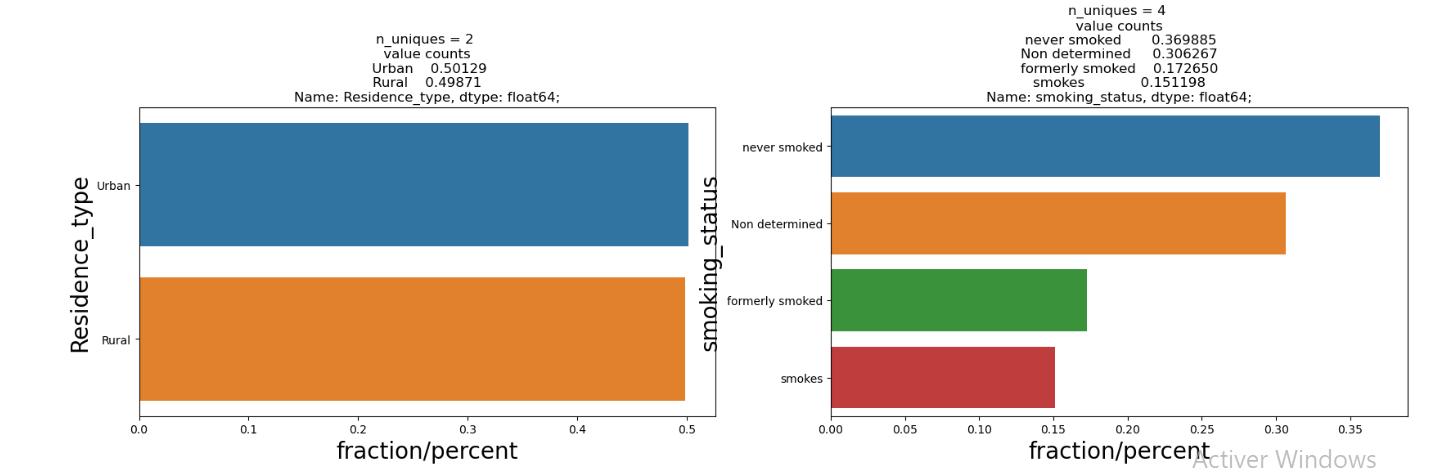 n_uniques = 2
value counts
Urban 0.50129
Rural 0.49871
Name: Residence_type, dtype: float64;
Residence_type
Urban
Rural
0.0 0.1 0.2 0.3 0.4 0.5
fraction/percent
n_uniques = 4
value counts
never smoked 0.369885
Non determined 0.306267
formerly smoked 0.172650
smokes 0.151198
Name: smoking_status, dtype: float64;
smoking_status
never smoked
Non determined
formerly smoked
smokes
0.00 0.05 0.10 0.15 0.20 0.25 0.30 0.35
fraction/percent
Activer Windows